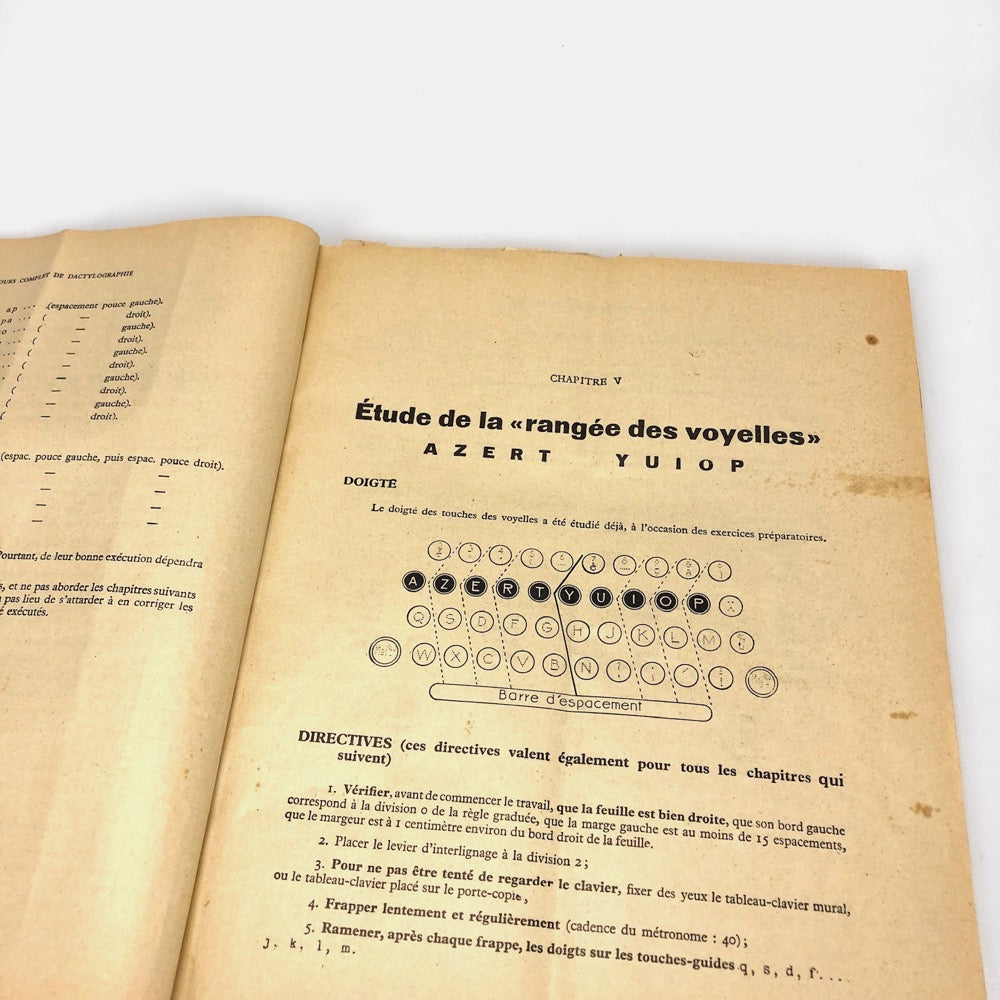 OURS COMPLET DE DACTYLOGRAPHIE
ap ... (espacement pouce gauche).
pa ... ( — droit).
o ... ( — gauche).
... ( — droit).
... ( — gauche).
.. ( — droit).
. ( — gauche).
( — droit).
( — gauche).
( — droit).
(espac. pouce gauche, puis espac. pouce droit).
— —
— —
— —
— —
Pourtant, de leur bonne exécution dépendra
s, et ne pas aborder les chapitres suivants
pas lieu de s'attarder à en corriger les
é exécutés.
CHAPITRE V
Étude de la «rangée des voyelles»
A Z E R T Y U I O P
DOIGTÉ
Le doigté des touches des voyelles a été étudié déjà, à l'occasion des exercices préparatoires.
A Z E R T Y U I O P
Q S D F G H J K L M
W X C V B N
Barre d'espacement
DIRECTIVES (ces directives valent également pour tous les chapitres qui
suivent)
1. Vérifier, avant de commencer le travail, que la feuille est bien droite, que son bord gauche
correspond à la division 0 de la règle graduée, que la marge gauche est au moins de 15 espacements,
que le margeur est à 1 centimètre environ du bord droit de la feuille.
2. Placer le levier d'interlignage à la division 2;
3. Pour ne pas être tenté de regarder le clavier, fixer des yeux le tableau-clavier mural,
ou le tableau-clavier placé sur le porte-copie,
4. Frapper lentement et régulièrement (cadence du métronome : 40);
5. Ramener, après chaque frappe, les doigts sur les touches-guides q, s, d, f....
j, k, l, m.